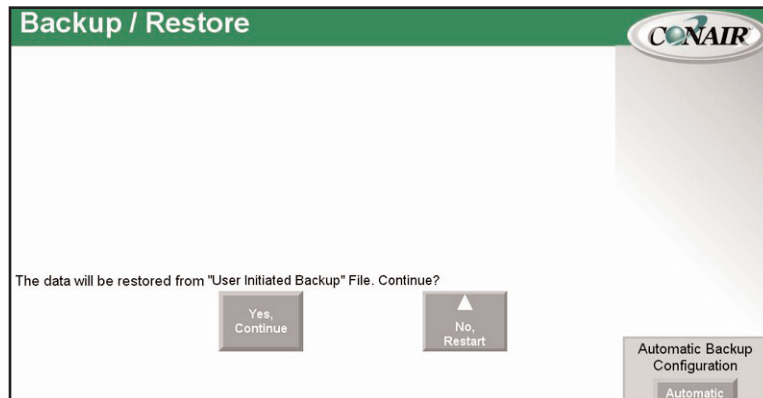 Backup / Restore
CONAIR
The data will be restored from "User Initiated Backup" File. Continue?
Yes,
Continue
No,
Restart
Automatic Backup
Configuration
Automatic